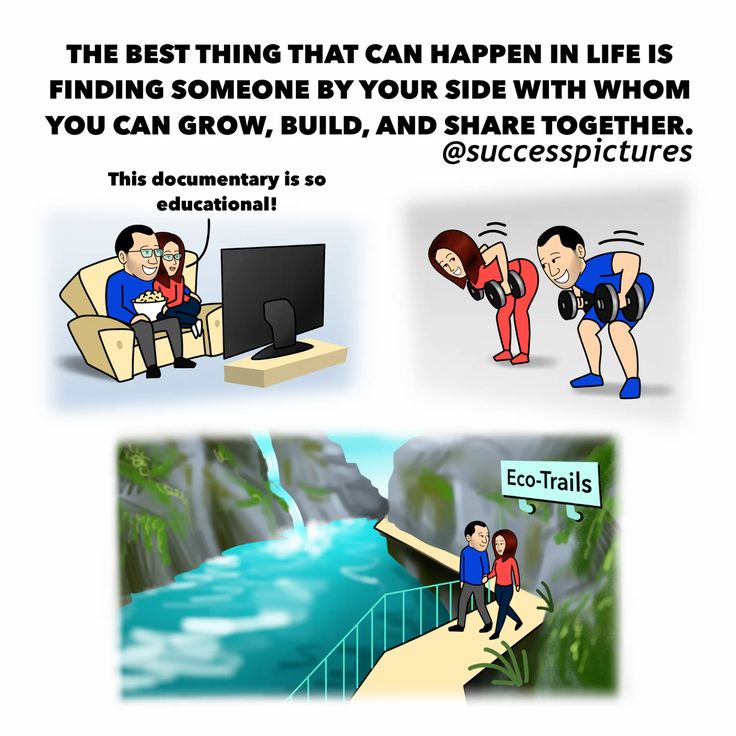 THE BEST THING THAT CAN HAPPEN IN LIFE IS
FINDING SOMEONE BY YOUR SIDE WITH WHOM
YOU CAN GROW, BUILD, AND SHARE TOGETHER.
@successpictures
This documentary is so
educational!
Eco-Trails